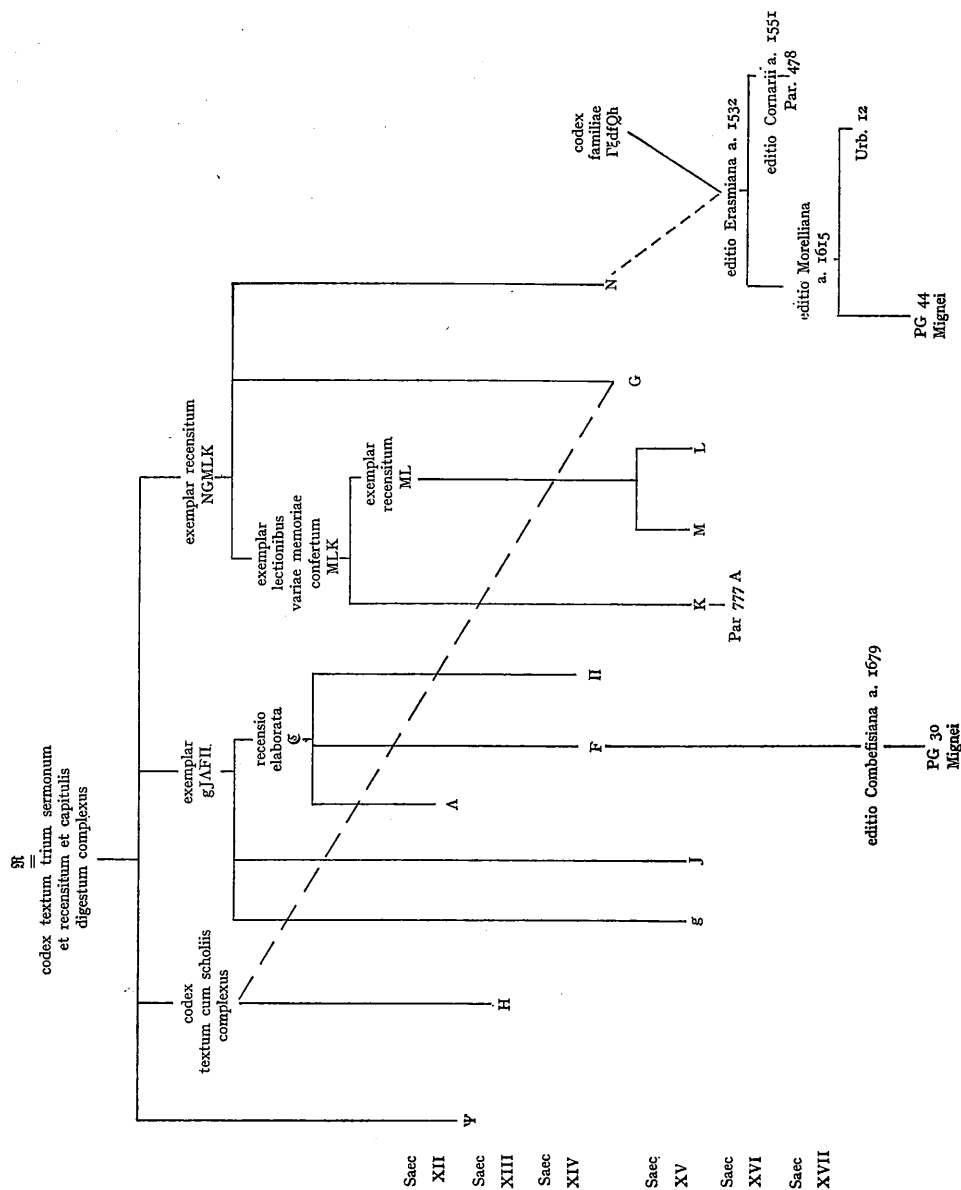 𝔑
=
codex textum trium sermonum
et recensitum et capitulis
digestum complexus
codex
textum cum scholiis
complexus
exemplar
gJΛFΠ
exemplar recensitum
NGMLK
recensio
elaborata
ℭ
exemplar
lectionibus
variae memoriae
confertum
MLK
exemplar
recensitum
ML
codex
familiae
ΓξdfQh
Ψ
H
g
J
Λ
F
Π
K
Par 777 A
M
L
G
N
editio Erasmiana a. 1532
editio Cornarii a. 1551
Par. 478
editio Morelliana
a. 1615
Urb. 12
PG 44
Mignei
editio Combefisiana a. 1679
PG 30
Mignei
Saec
XII
Saec
XIII
Saec
XIV
Saec
XV
Saec
XVI
Saec
XVII